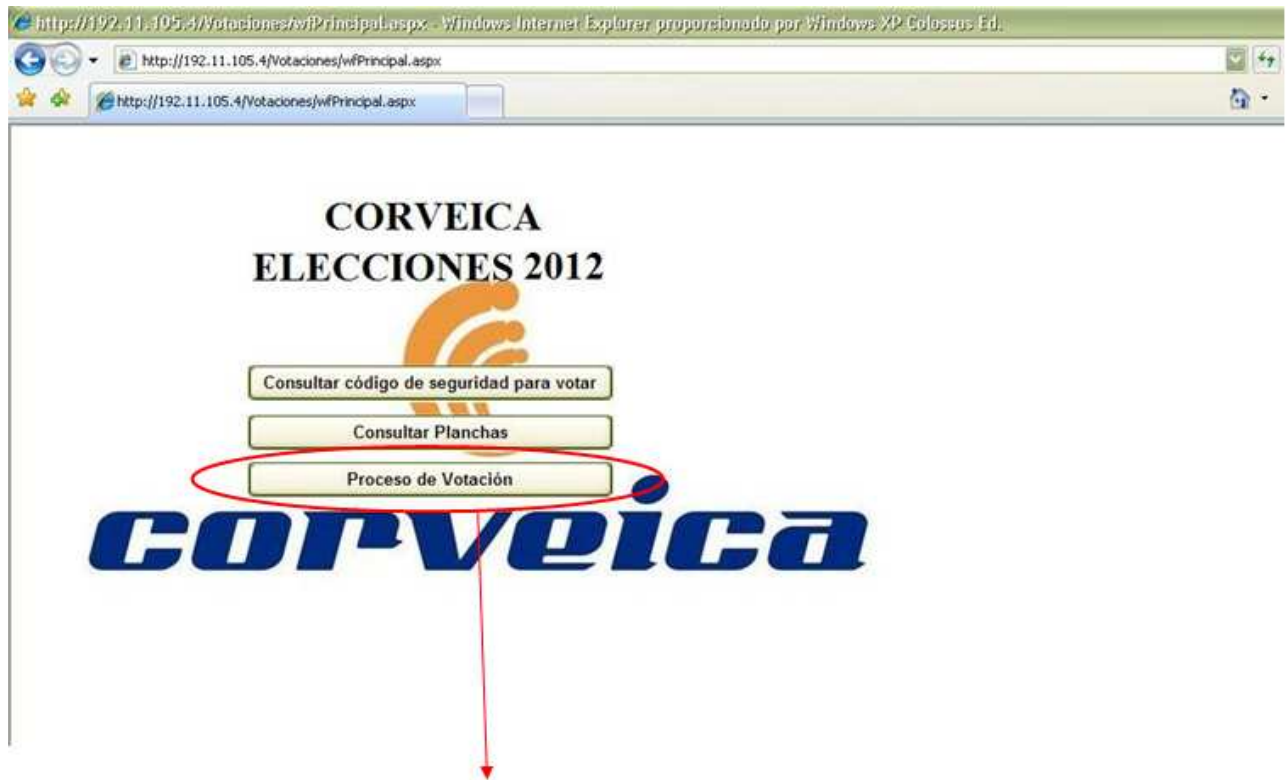 http://192.11.105.4/Votaciones/wfPrincipal.aspx - Windows Internet Explorer proporcionado por Windows XP Colossus Ed.
http://192.11.105.4/Votaciones/wfPrincipal.aspx
http://192.11.105.4/Votaciones/wfPrincipal.aspx
CORVEICA
ELECCIONES 2012
Consultar código de seguridad para votar
Consultar Planchas
Proceso de Votación
corveica